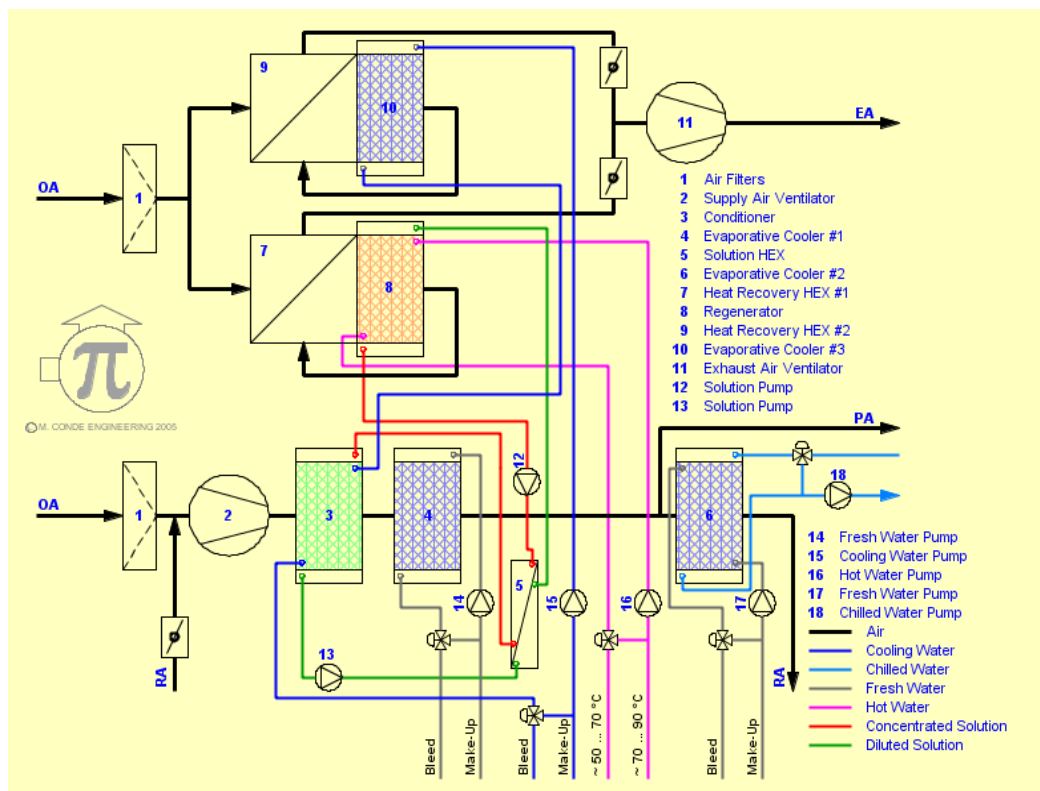 9
10
11
EA
OA
1
7
8
1 Air Filters
2 Supply Air Ventilator
3 Conditioner
4 Evaporative Cooler #1
5 Solution HEX
6 Evaporative Cooler #2
7 Heat Recovery HEX #1
8 Regenerator
9 Heat Recovery HEX #2
10 Evaporative Cooler #3
11 Exhaust Air Ventilator
12 Solution Pump
13 Solution Pump
π
© M. CONDE ENGINEERING 2005
PA
OA
1
2
3
4
12
6
18
5
14
15
16
17
13
RA
RA
14 Fresh Water Pump
15 Cooling Water Pump
16 Hot Water Pump
17 Fresh Water Pump
18 Chilled Water Pump
Air
Cooling Water
Chilled Water
Fresh Water
Hot Water
Concentrated Solution
Diluted Solution
Bleed
Make-Up
Bleed
Make-Up
~ 50 ... 70 °C
~ 70 ... 90 °C
Bleed
Make-Up